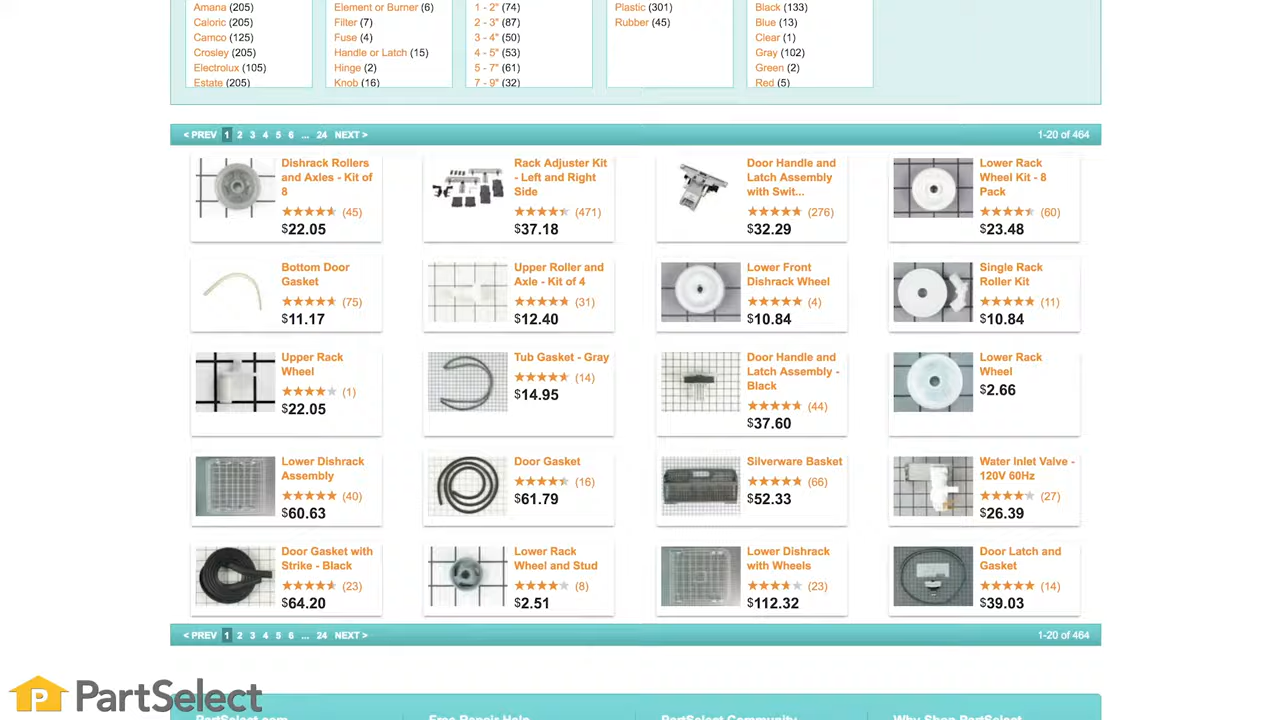 Amana (205)
Caloric (205)
Camco (125)
Crosley (205)
Electrolux (105)
Estate (205)
Element or Burner (6)
Filter (7)
Fuse (4)
Handle or Latch (15)
Hinge (2)
Knob (16)
1 - 2" (74)
2 - 3" (87)
3 - 4" (50)
4 - 5" (53)
5 - 7" (61)
7 - 9" (32)
Plastic (301)
Rubber (45)
Black (133)
Blue (13)
Clear (1)
Gray (102)
Green (2)
Red (5)
< PREV 1 2 3 4 5 6 ... 24 NEXT > 1-20 of 464
Dishrack Rollers
and Axles - Kit of
8
(45)
$22.05
Rack Adjuster Kit
- Left and Right
Side
(471)
$37.18
Door Handle and
Latch Assembly
with Swit...
(276)
$32.29
Lower Rack
Wheel Kit - 8
Pack
(60)
$23.48
Bottom Door
Gasket
(75)
$11.17
Upper Roller and
Axle - Kit of 4
(31)
$12.40
Lower Front
Dishrack Wheel
(4)
$10.84
Single Rack
Roller Kit
(11)
$10.84
Upper Rack
Wheel
(1)
$22.05
Tub Gasket - Gray
(14)
$14.95
Door Handle and
Latch Assembly -
Black
(44)
$37.60
Lower Rack
Wheel
$2.66
Lower Dishrack
Assembly
(40)
$60.63
Door Gasket
(16)
$61.79
Silverware Basket
(66)
$52.33
Water Inlet Valve -
120V 60Hz
(27)
$26.39
Door Gasket with
Strike - Black
(23)
$64.20
Lower Rack
Wheel and Stud
(8)
$2.51
Lower Dishrack
with Wheels
(23)
$112.32
Door Latch and
Gasket
(14)
$39.03
< PREV 1 2 3 4 5 6 ... 24 NEXT > 1-20 of 464
P PartSelect
PartSelect.com
Free Repair Help
PartSelect Community
Why Shop PartSelect